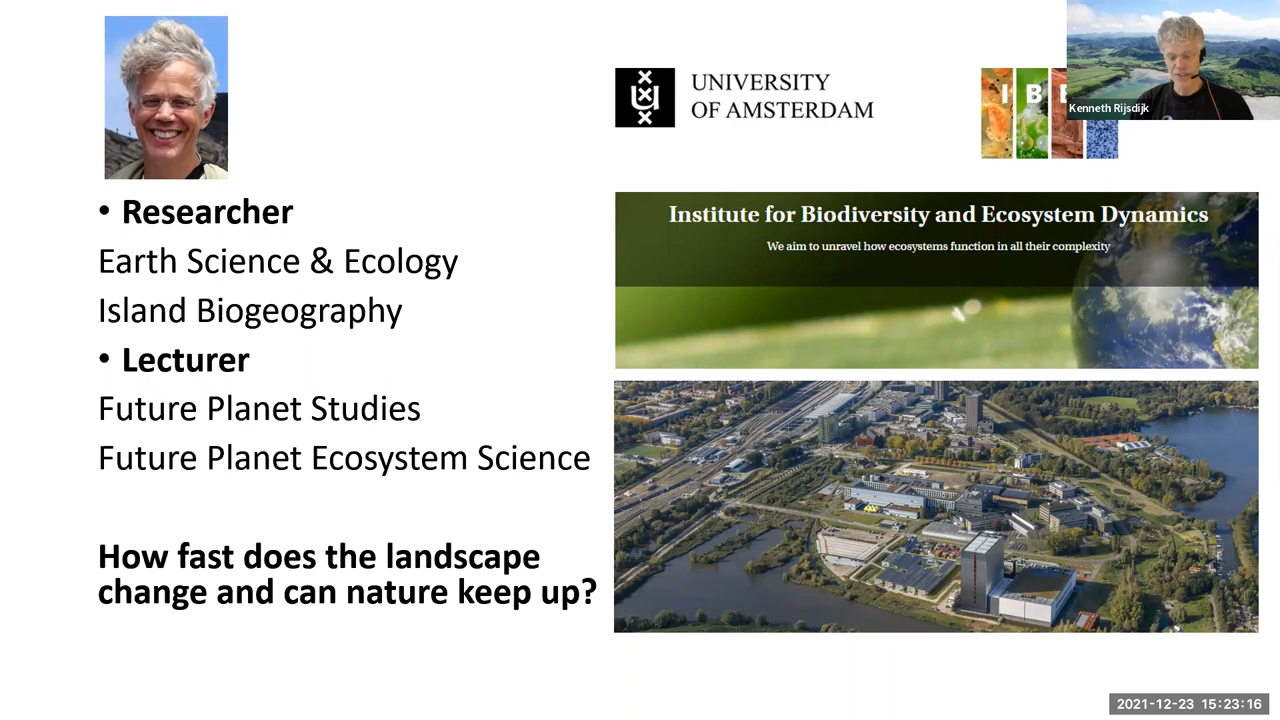 UNIVERSITY
OF AMSTERDAM
I B
Kenneth Rijsdijk
• Researcher
Earth Science & Ecology
Island Biogeography
• Lecturer
Future Planet Studies
Future Planet Ecosystem Science
How fast does the landscape
change and can nature keep up?
Institute for Biodiversity and Ecosystem Dynamics
We aim to unravel how ecosystems function in all their complexity
2021-12-23 15:23:16